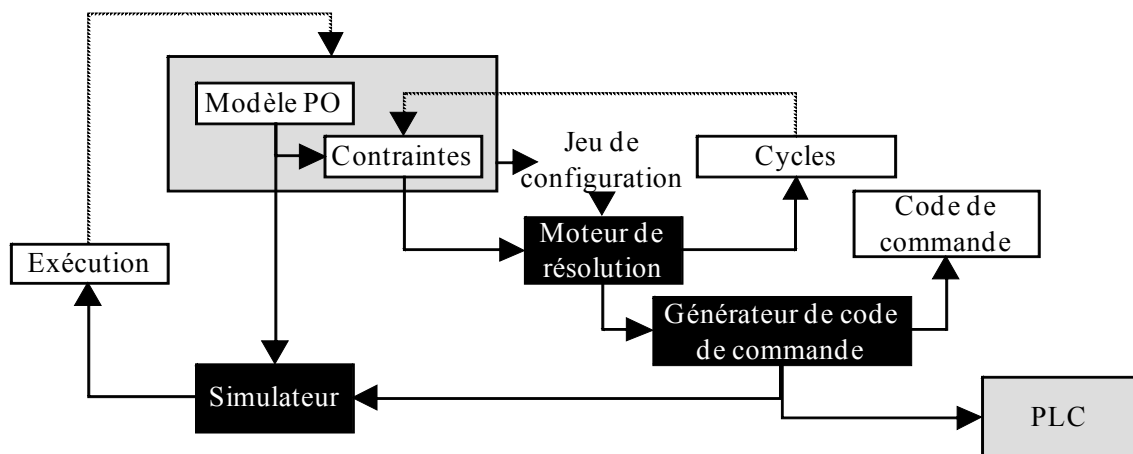 Modèle PO
Contraintes
Jeu de
configuration
Cycles
Code de
commande
Moteur de
résolution
Exécution
Générateur de code
de commande
Simulateur
PLC